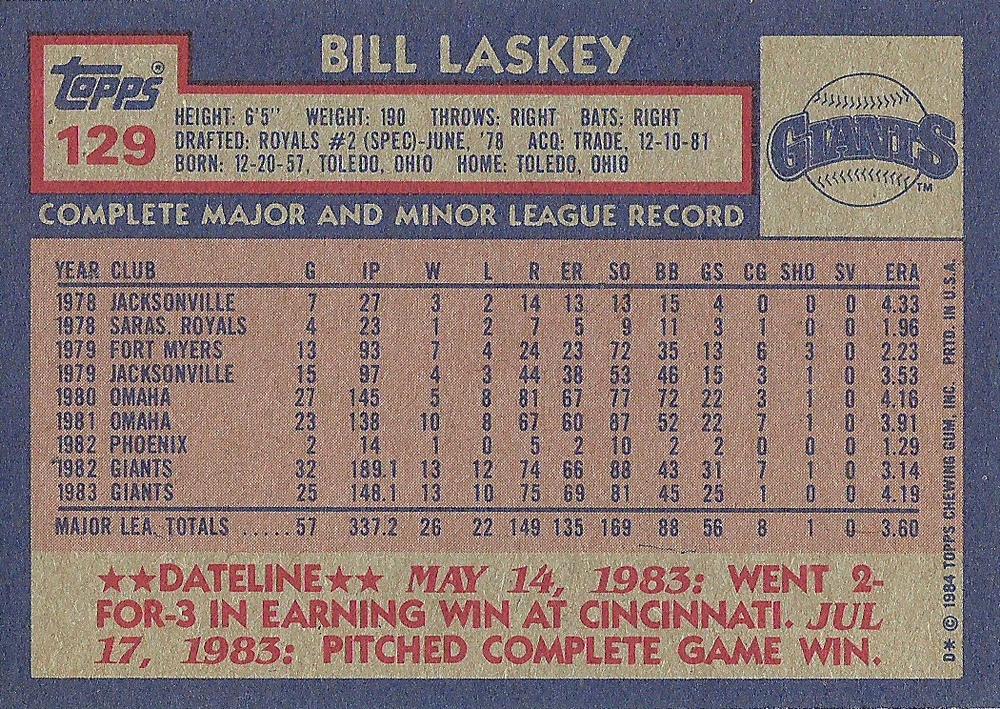 BILL LASKEY
Topps®
129
HEIGHT: 6'5" WEIGHT: 190 THROWS: RIGHT BATS: RIGHT
DRAFTED: ROYALS #2 (SPEC)-JUNE, '78 ACQ: TRADE, 12-10-81
BORN: 12-20-57, TOLEDO, OHIO HOME: TOLEDO, OHIO
GIANTS
TM
COMPLETE MAJOR AND MINOR LEAGUE RECORD
YEAR CLUB G IP W L R ER SO BB GS CG SHO SV ERA
1978 JACKSONVILLE 7 27 3 2 14 13 13 15 4 0 0 0 4.33
1978 SARAS. ROYALS 4 23 1 2 7 5 9 11 3 1 0 0 1.96
1979 FORT MYERS 13 93 7 4 24 23 72 35 13 6 3 0 2.23
1979 JACKSONVILLE 15 97 4 3 44 38 53 46 15 3 1 0 3.53
1980 OMAHA 27 145 5 8 81 67 77 72 22 3 1 0 4.16
1981 OMAHA 23 138 10 8 67 60 87 52 22 7 1 0 3.91
1982 PHOENIX 2 14 1 0 5 2 10 2 2 0 0 0 1.29
1982 GIANTS 32 189.1 13 12 74 66 88 43 31 7 1 0 3.14
1983 GIANTS 25 148.1 13 10 75 69 81 45 25 1 0 0 4.19
MAJOR LEA. TOTALS ..... 57 337.2 26 22 149 135 169 88 56 8 1 0 3.60
★★DATELINE★★ MAY 14, 1983: WENT 2-
FOR-3 IN EARNING WIN AT CINCINNATI. JUL
17, 1983: PITCHED COMPLETE GAME WIN.
D* © 1984 TOPPS CHEWING GUM, INC. PRTD. IN U.S.A.